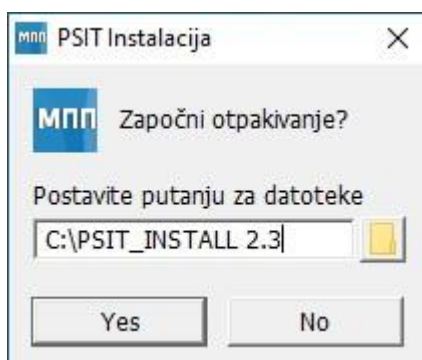 МПП PSIT Instalacija
МПП Započni otpakivanje?
Postavite putanju za datoteke
C:\PSIT_INSTALL 2.3
Yes No